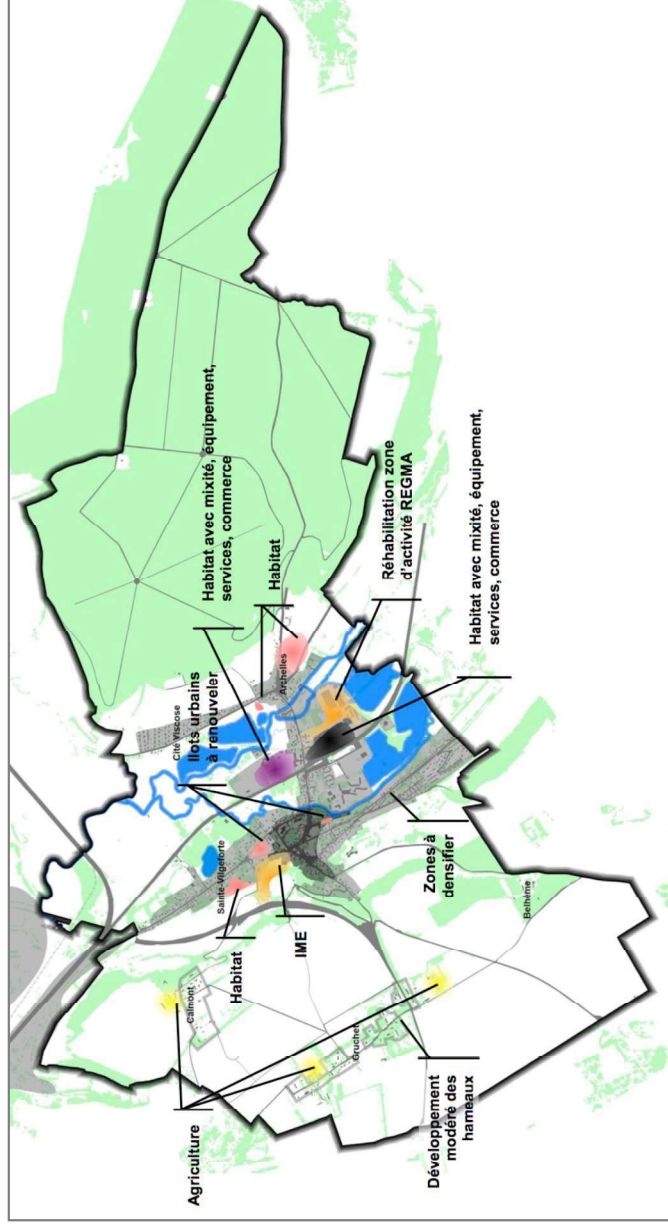 Agriculture
Calmont
Sainte-Vilgeforte
Habitat
Cité Viscose
Ilots urbains
à renouveler
Habitat avec mixité, équipement,
services, commerce
Habitat
Archelles
IME
Gruchet
Réhabilitation zone
d'activité REGMA
Développement
modéré des
hameaux
Zones à
densifier
Habitat avec mixité, équipement,
services, commerce
Belhême